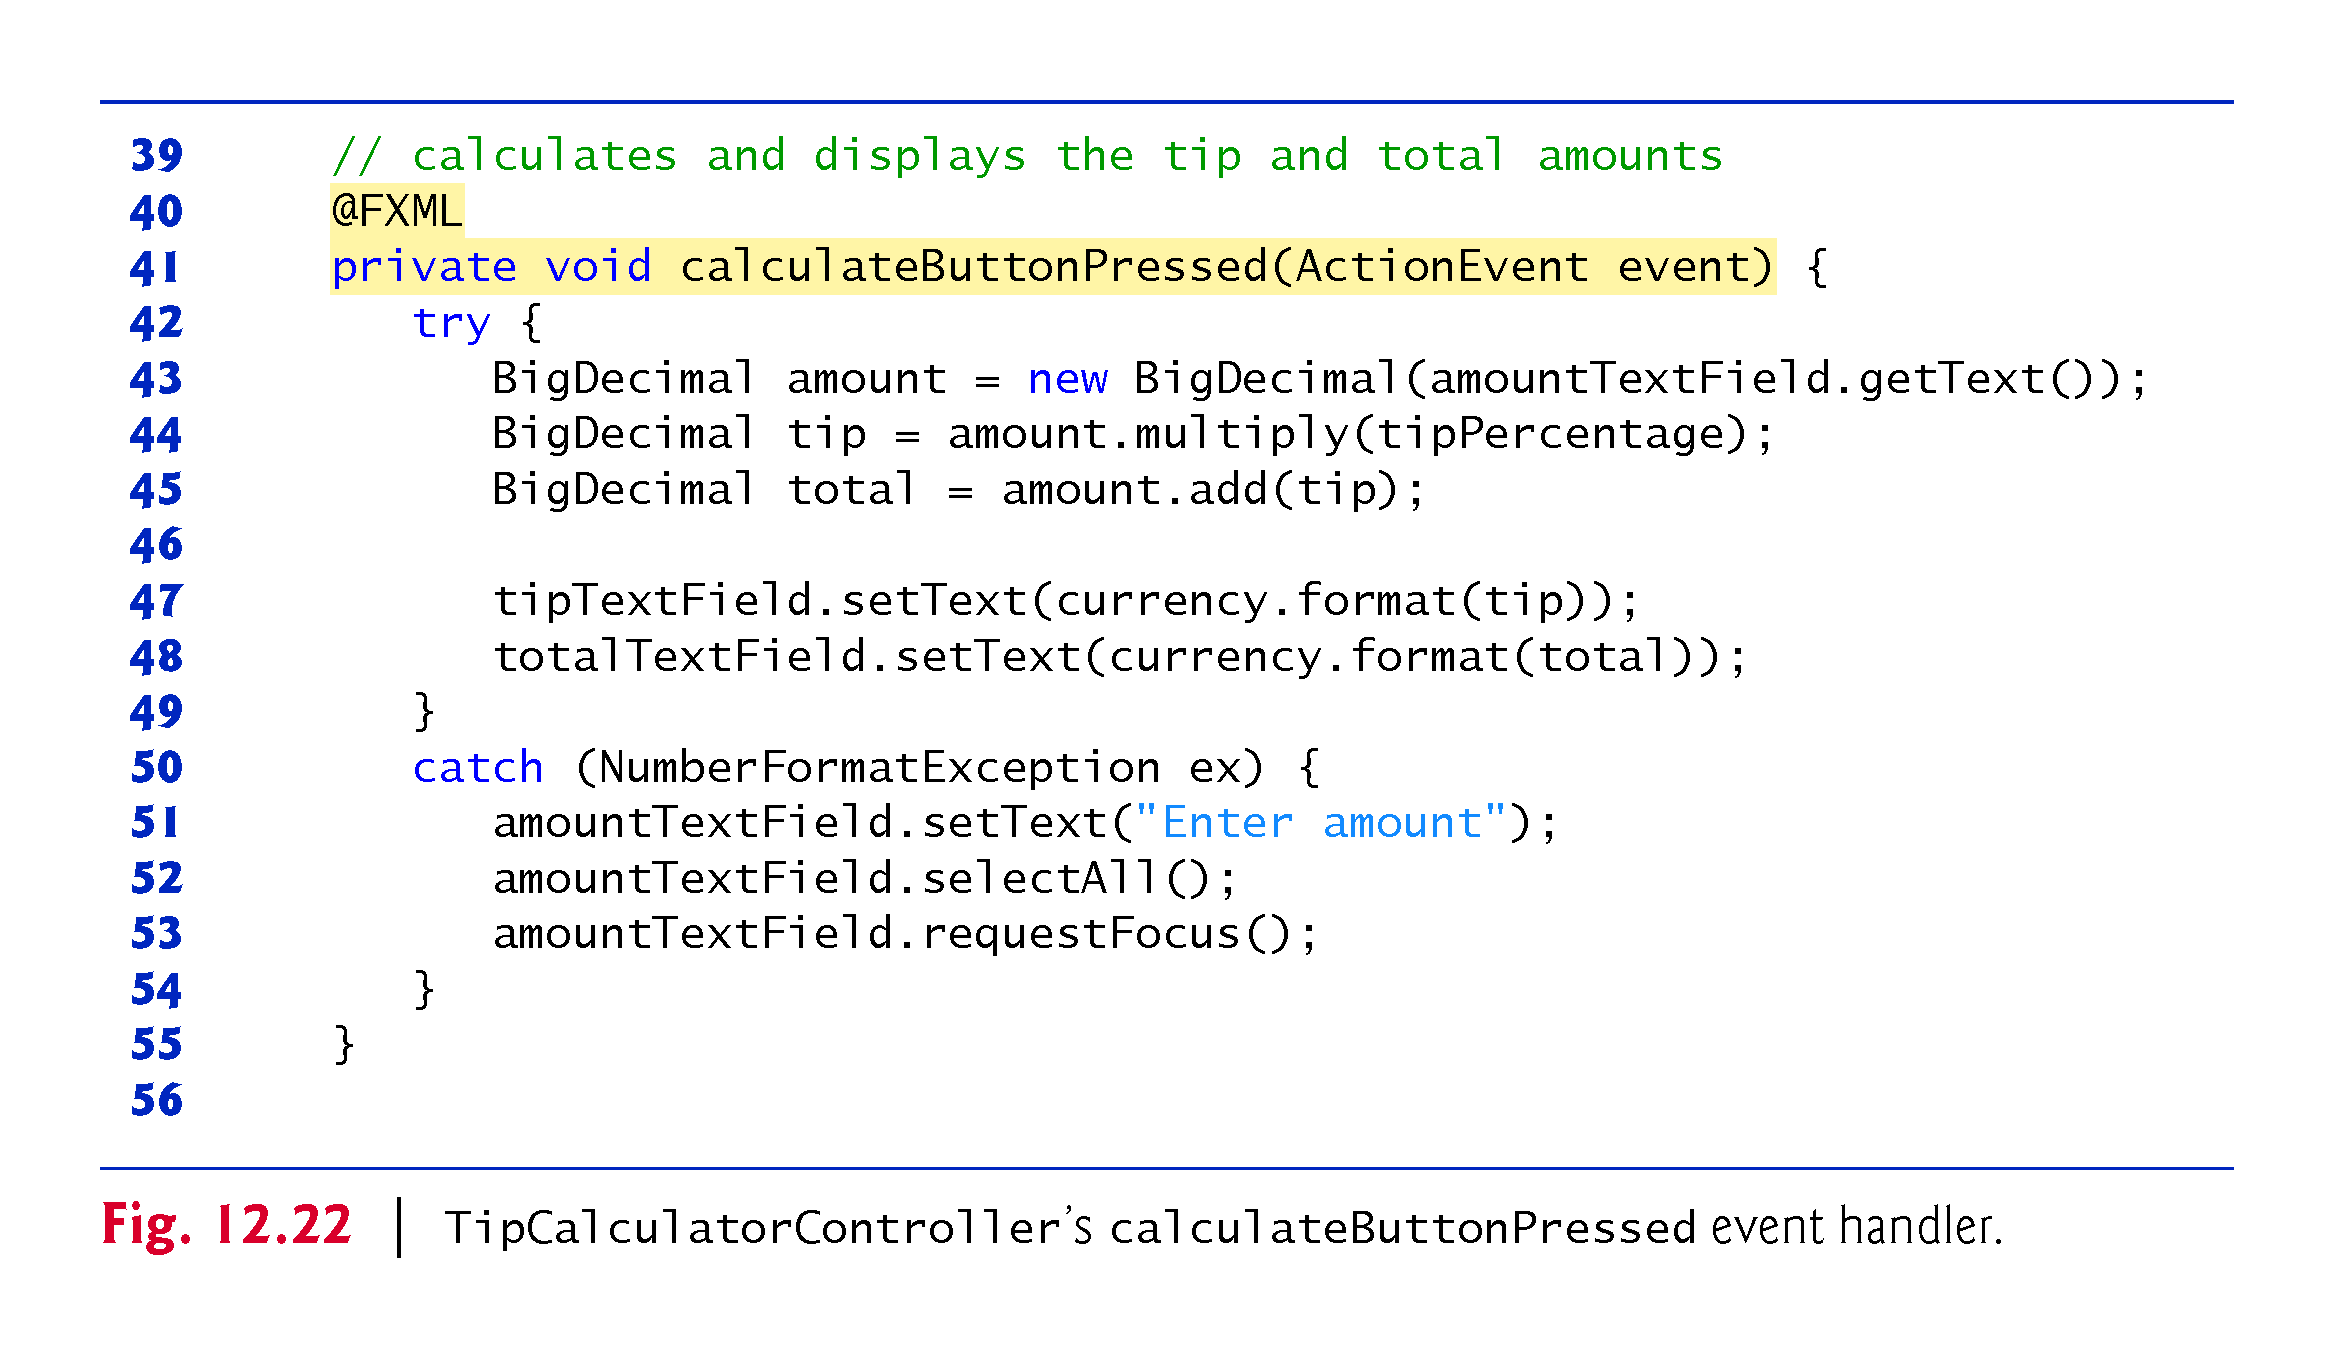 39 // calculates and displays the tip and total amounts
40 @FXML
41 private void calculateButtonPressed(ActionEvent event) {
42 try {
43 BigDecimal amount = new BigDecimal(amountTextField.getText());
44 BigDecimal tip = amount.multiply(tipPercentage);
45 BigDecimal total = amount.add(tip);
46
47 tipTextField.setText(currency.format(tip));
48 totalTextField.setText(currency.format(total));
49 }
50 catch (NumberFormatException ex) {
51 amountTextField.setText("Enter amount");
52 amountTextField.selectAll();
53 amountTextField.requestFocus();
54 }
55 }
56
Fig. 12.22 | TipCalculatorController’s calculateButtonPressed event handler.